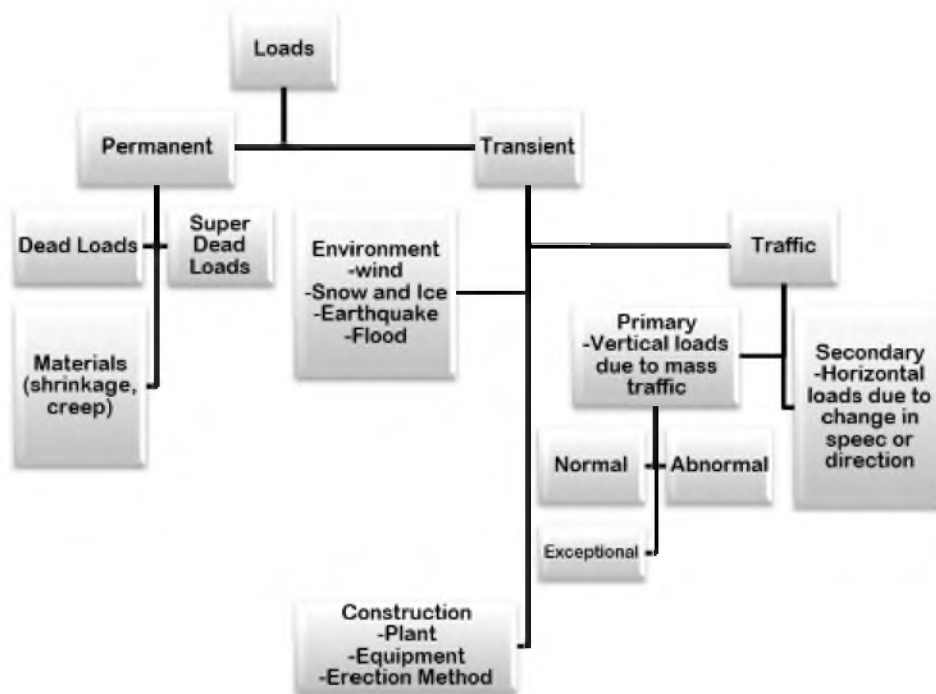 Loads
Permanent
Transient
Dead Loads
Super
Dead
Loads
Materials
(shrinkage,
creep)
Environment
-wind
-Snow and Ice
-Earthquake
-Flood
Traffic
Primary
-Vertical loads
due to mass
traffic
Secondary
-Horizontal
loads due to
change in
speec or
direction
Normal
Abnormal
Exceptional
Construction
-Plant
-Equipment
-Erection Method